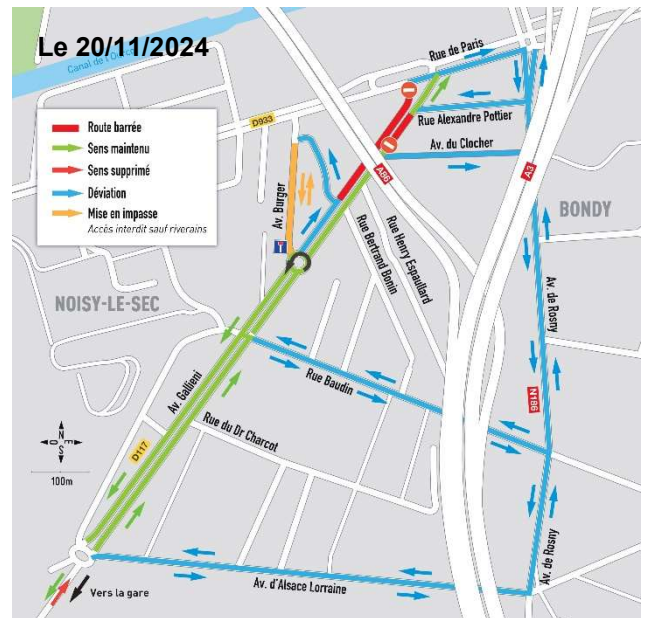 Le 20/11/2024
Canal de l'Ourcq
Rue de Paris
Route barrée
Sens maintenu
Sens supprimé
Déviation
Mise en impasse
Accès interdit sauf riverains
D933
Rue Alexandre Pottier
Av. du Clocher
A86
A3
Av. Burger
BONDY
Rue Henry Espaullard
Rue Bertrand Bonin
NOISY-LE-SEC
Av. de Rosny
Rue Baudin
Av. Gallieni
N186
Rue du Dr Charcot
D117
N
O E
S
100m
Av. de Rosny
Av. d'Alsace Lorraine
Vers la gare